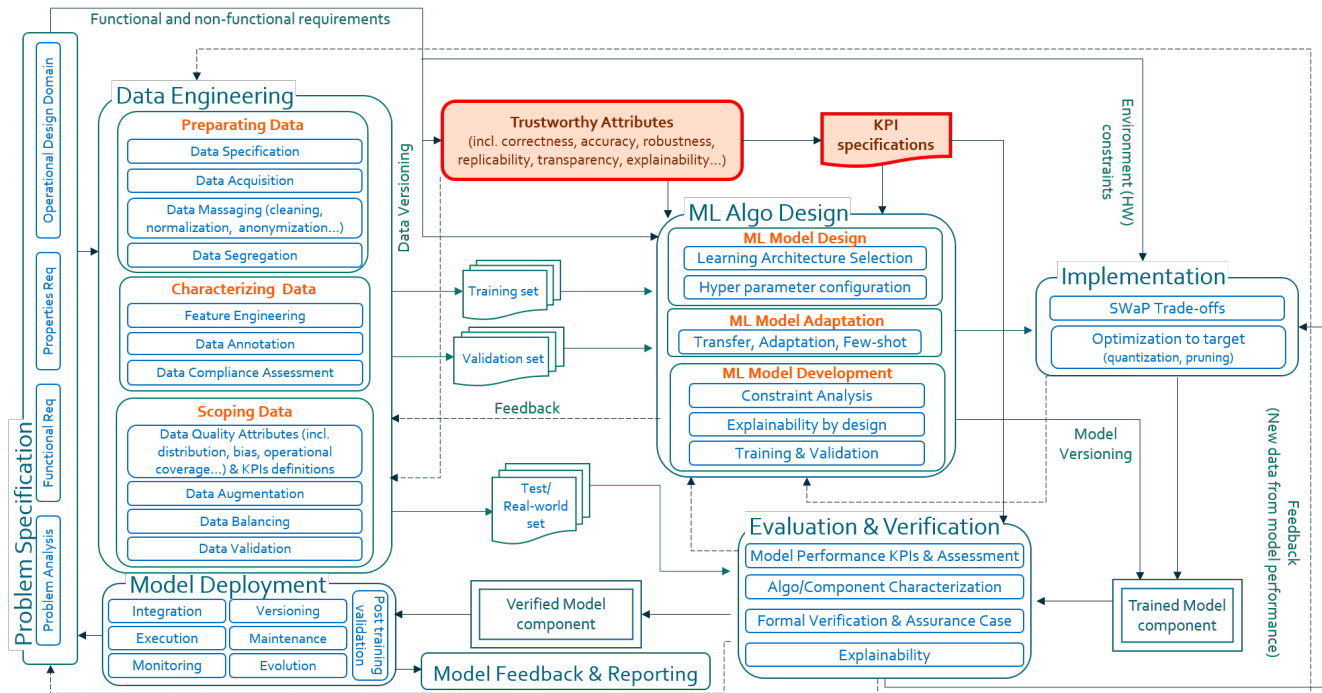 Functional and non-functional requirements
Problem Specification
Operational Design Domain
Properties Req
Functional Req
Problem Analysis
Data Engineering
Preparating Data
Data Specification
Data Acquisition
Data Massaging (cleaning,
normalization, anonymization...)
Data Segregation
Characterizing Data
Feature Engineering
Data Annotation
Data Compliance Assessment
Scoping Data
Data Quality Attributes (incl.
distribution, bias, operational
coverage...) & KPIs definitions
Data Augmentation
Data Balancing
Data Validation
Data Versioning
Trustworthy Attributes
(incl. correctness, accuracy, robustness,
replicability, transparency, explainability...)
KPI
specifications
Environment (HW)
constraints
Training set
Validation set
Feedback
Test/
Real-world
set
ML Algo Design
ML Model Design
Learning Architecture Selection
Hyper parameter configuration
ML Model Adaptation
Transfer, Adaptation, Few-shot
ML Model Development
Constraint Analysis
Explainability by design
Training & Validation
Implementation
SWaP Trade-offs
Optimization to target
(quantization, pruning)
Model
Versioning
Feedback
(New data from model performance)
Evaluation & Verification
Model Performance KPIs & Assessment
Algo/Component Characterization
Formal Verification & Assurance Case
Explainability
Trained Model
component
Verified Model
component
Model Deployment
Integration
Versioning
Execution
Maintenance
Monitoring
Evolution
Post training
validation
Model Feedback & Reporting